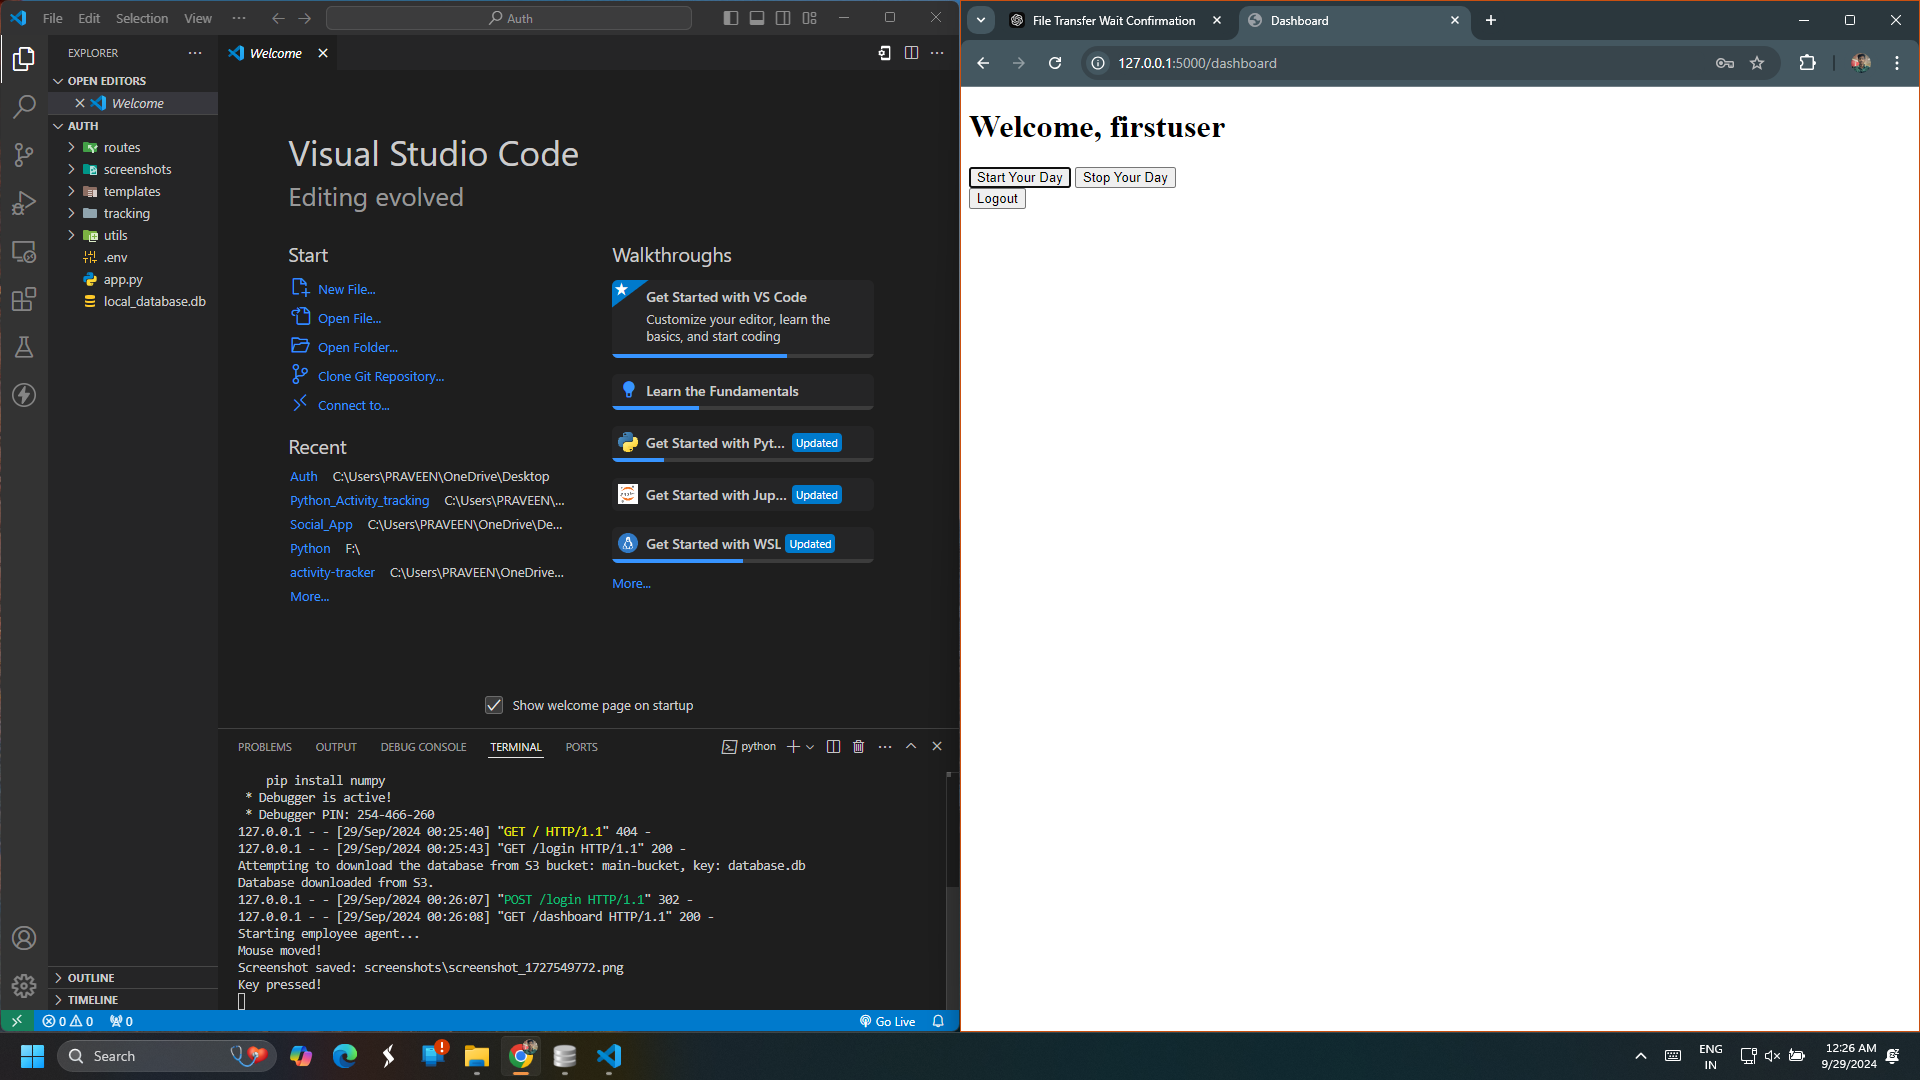 File Edit Selection View ··· Auth
EXPLORER ···
OPEN EDITORS
Welcome
AUTH
routes
screenshots
templates
tracking
utils
.env
app.py
local_database.db
OUTLINE
TIMELINE
Welcome
Visual Studio Code
Editing evolved
Start
New File...
Open File...
Open Folder...
Clone Git Repository...
Connect to...
Recent
Auth C:\Users\PRAVEEN\OneDrive\Desktop
Python_Activity_tracking C:\Users\PRAVEEN\...
Social_App C:\Users\PRAVEEN\OneDrive\De...
Python F:\
activity-tracker C:\Users\PRAVEEN\OneDrive...
More...
Walkthroughs
Get Started with VS Code
Customize your editor, learn the
basics, and start coding
Learn the Fundamentals
Get Started with Pyt... Updated
Get Started with Jup... Updated
Get Started with WSL Updated
More...
Show welcome page on startup
PROBLEMS OUTPUT DEBUG CONSOLE TERMINAL PORTS python
pip install numpy
* Debugger is active!
* Debugger PIN: 254-466-260
127.0.0.1 - - [29/Sep/2024 00:25:40] "GET / HTTP/1.1" 404 -
127.0.0.1 - - [29/Sep/2024 00:25:43] "GET /login HTTP/1.1" 200 -
Attempting to download the database from S3 bucket: main-bucket, key: database.db
Database downloaded from S3.
127.0.0.1 - - [29/Sep/2024 00:26:07] "POST /login HTTP/1.1" 302 -
127.0.0.1 - - [29/Sep/2024 00:26:08] "GET /dashboard HTTP/1.1" 200 -
Starting employee agent...
Mouse moved!
Screenshot saved: screenshots\screenshot_1727549772.png
Key pressed!
0 0 0 Go Live
File Transfer Wait Confirmation Dashboard
127.0.0.1:5000/dashboard
Welcome, firstuser
Start Your Day Stop Your Day
Logout
Search
ENG
IN
12:26 AM
9/29/2024